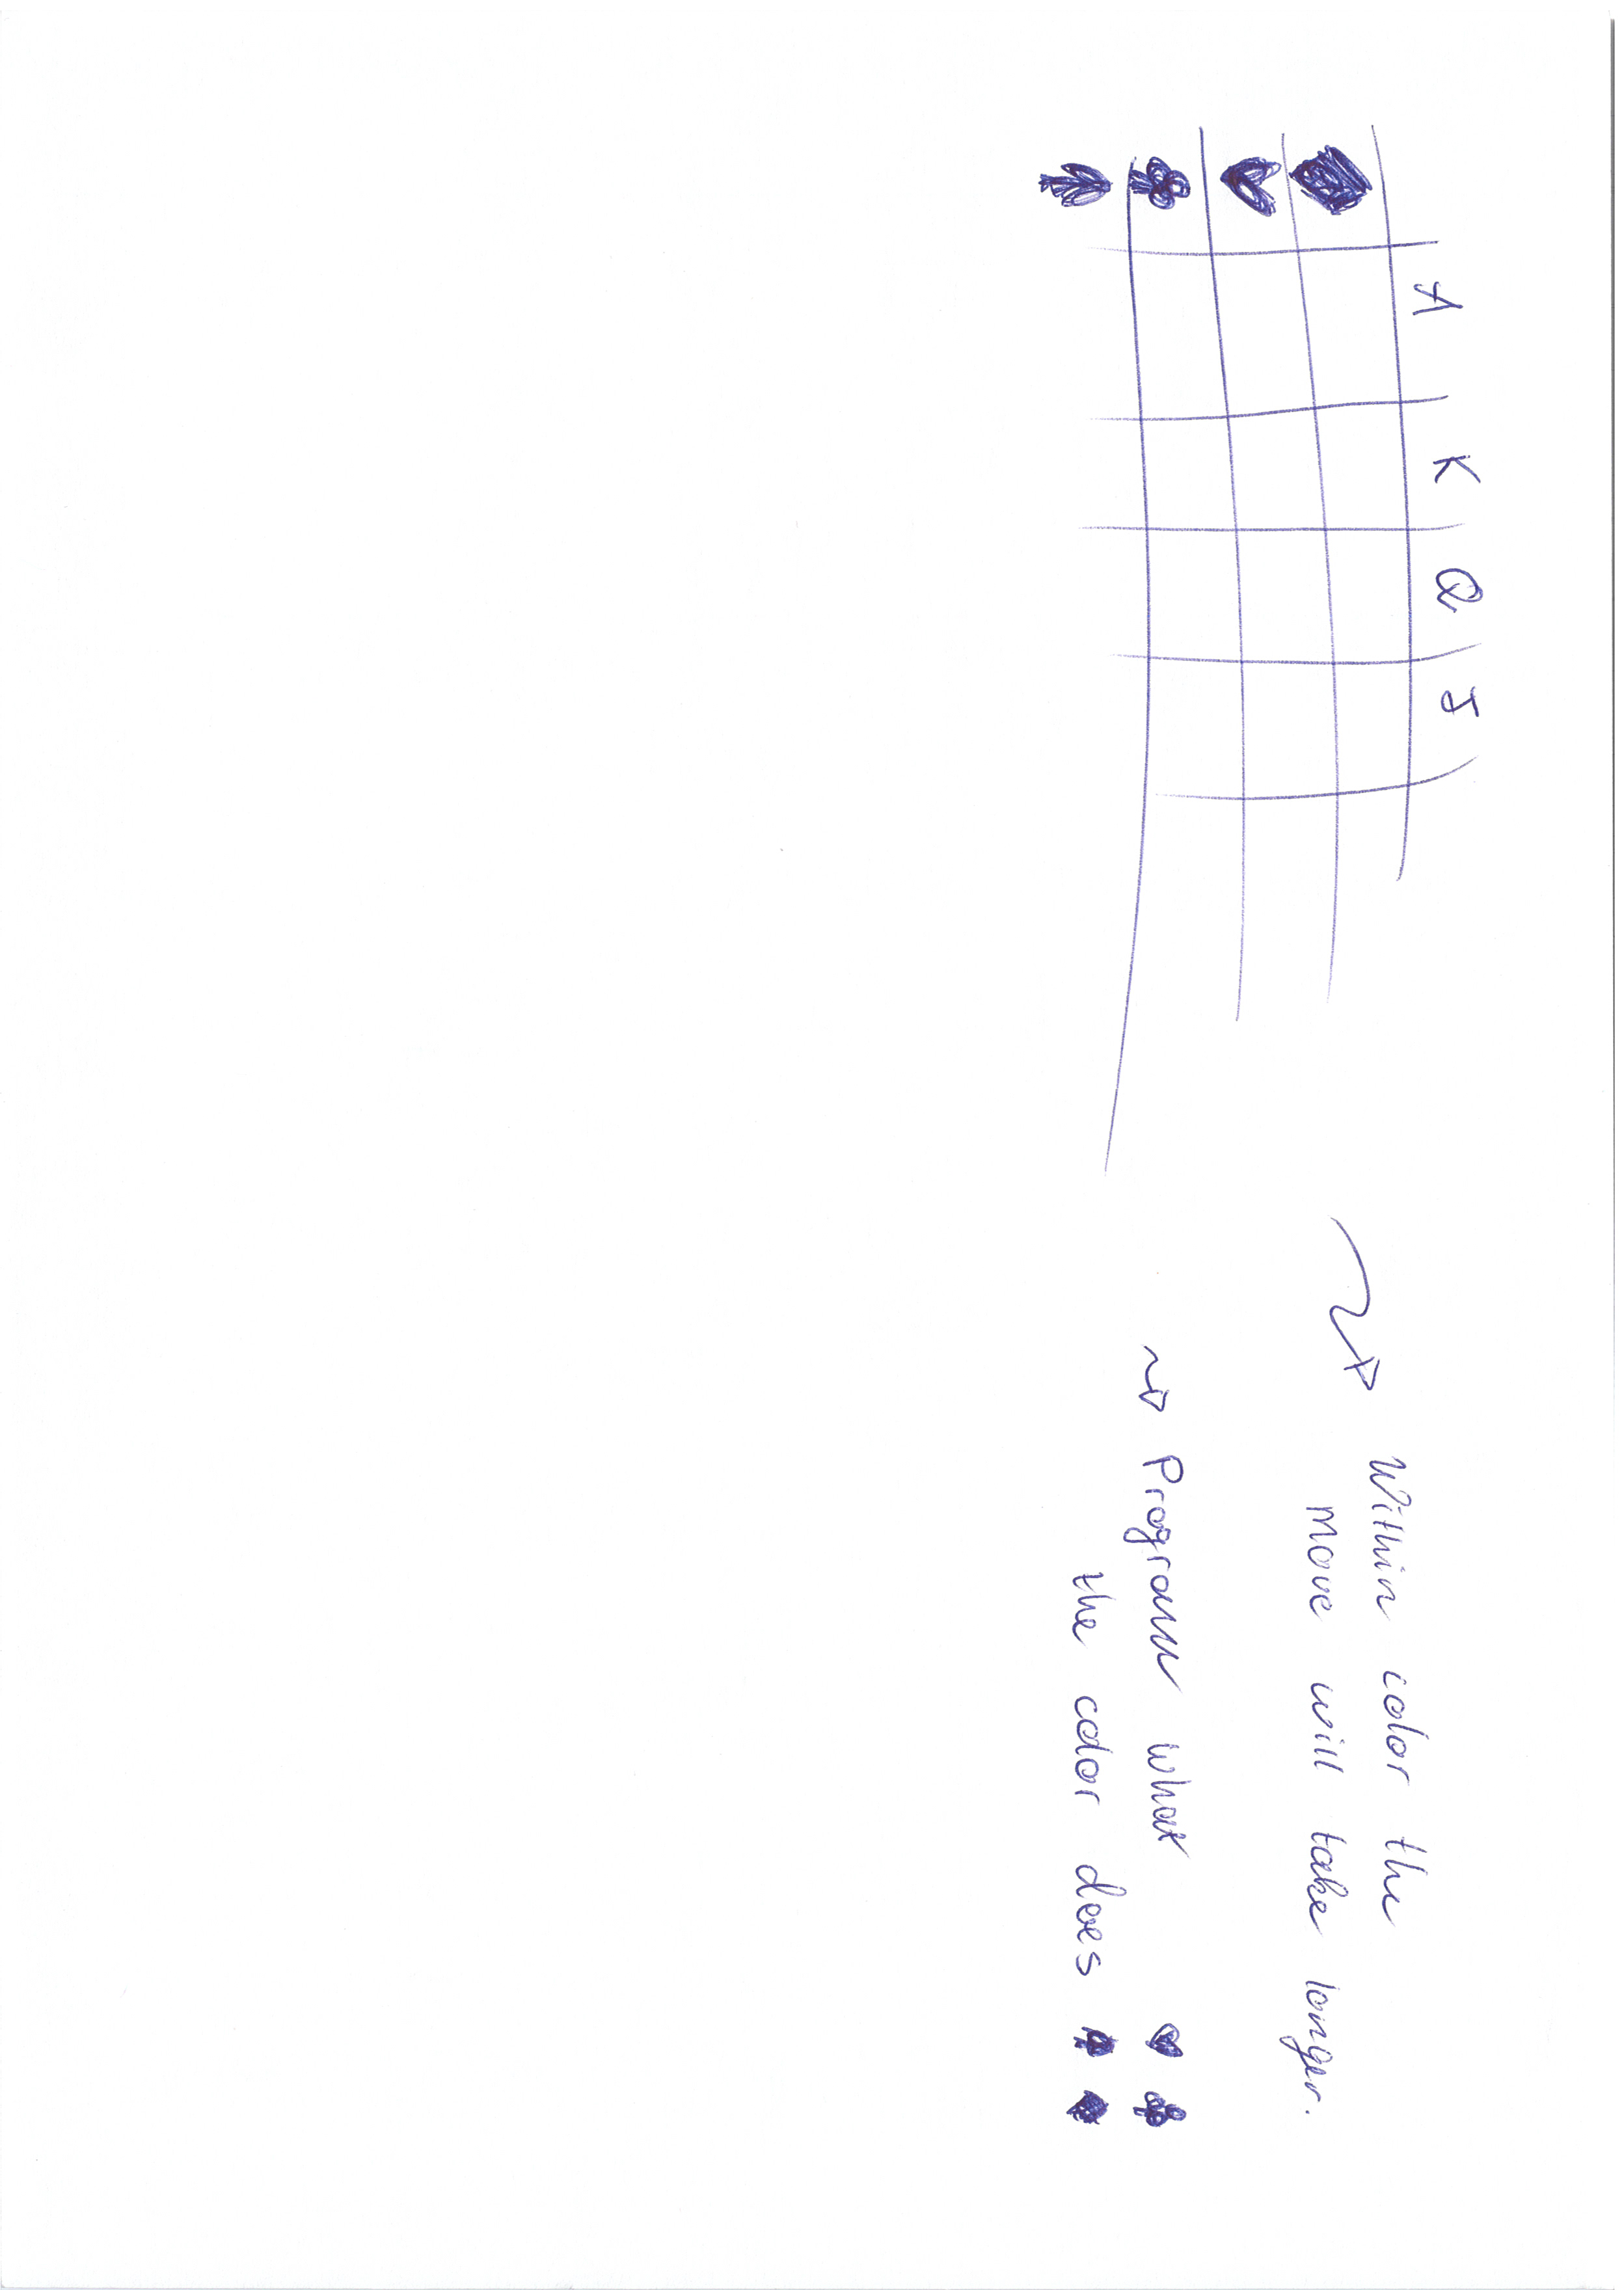 A K Q J
Within color the
move will take longer.
Program what
the color does